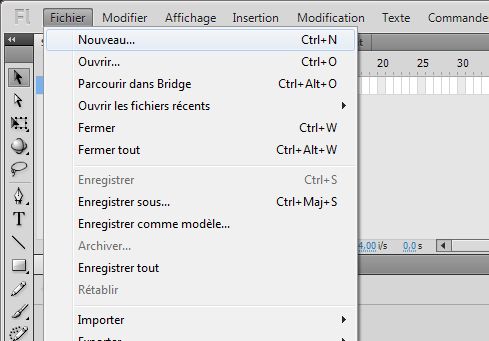 Fl Fichier Modifier Affichage Insertion Modification Texte Commande
Nouveau... Ctrl+N
Ouvrir... Ctrl+O
20 25 30
Parcourir dans Bridge Ctrl+Alt+O
Ouvrir les fichiers récents
Fermer Ctrl+W
Fermer tout Ctrl+Alt+W
Enregistrer Ctrl+S
Enregistrer sous... Ctrl+Maj+S
Enregistrer comme modèle...
Archiver... 4,00 i/s 0,0 s
Enregistrer tout
Rétablir
Importer